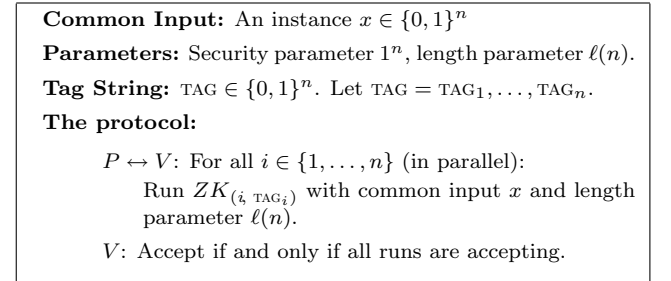 Common Input: An instance x ∈ {0, 1}^n
Parameters: Security parameter 1^n, length parameter ℓ(n).
Tag String: TAG ∈ {0, 1}^n. Let TAG = TAG_1, . . . , TAG_n.
The protocol:
P ↔ V: For all i ∈ {1, . . . , n} (in parallel):
Run ZK_(i, TAG_i) with common input x and length
parameter ℓ(n).
V: Accept if and only if all runs are accepting.